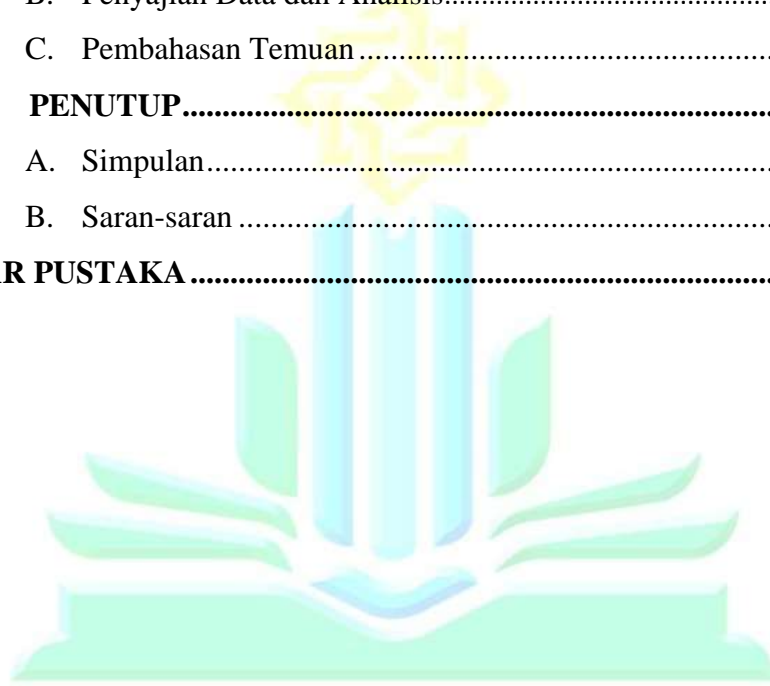 B. Penyajian Data dan Analisis..........................................
C. Pembahasan Temuan..........................................
PENUTUP..........................................
A. Simpulan..........................................
B. Saran-saran..........................................
R PUSTAKA..........................................